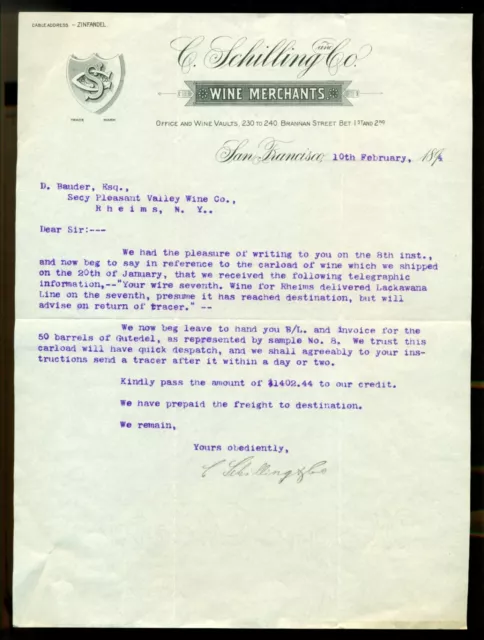 CABLE ADDRESS - ZINFANDEL.
C. Schilling and Co.
WINE MERCHANTS
TRADE MARK
OFFICE AND WINE VAULTS, 230 TO 240 BRANNAN STREET BET 1ST AND 2ND
San Francisco, 10th February, 189
D. Bauder, Esq.,
Secy Pleasant Valley Wine Co.,
Rheims, N. Y..
Dear Sir:---
We had the pleasure of writing to you on the 8th inst.,
and now beg to say in reference to the carload of wine which we shipped
on the 20th of January, that we received the following telegraphic
information,--"Your wire seventh. Wine for Rheims delivered Lackawana
Line on the seventh, presume it has reached destination, but will
advise on return of tracer." --
We now beg leave to hand you B/L. and invoice for the
50 barrels of Gutedel, as represented by sample No. 8. We trust this
carload will have quick despatch, and we shall agreeably to your ins-
tructions send a tracer after it within a day or two.
Kindly pass the amount of $1402.44 to our credit.
We have prepaid the freight to destination.
We remain,
Yours obediently,
C Schilling & Co